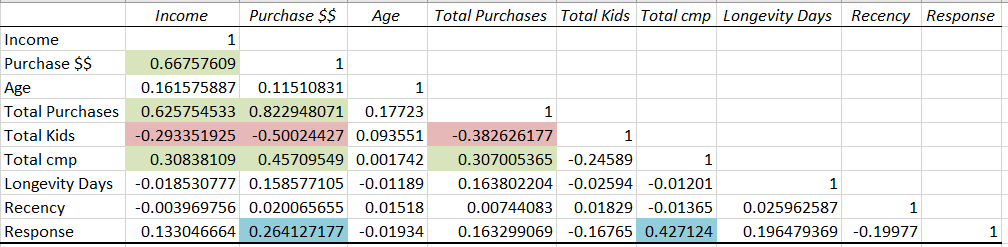 Income Purchase $$ Age Total Purchases Total Kids Total cmp Longevity Days Recency Response
Income 1
Purchase $$ 0.66757609 1
Age 0.161575887 0.11510831 1
Total Purchases 0.625754533 0.822948071 0.17723 1
Total Kids -0.293351925 -0.50024427 0.093551 -0.382626177 1
Total cmp 0.30838109 0.45709549 0.001742 0.307005365 -0.24589 1
Longevity Days -0.018530777 0.158577105 -0.01189 0.163802204 -0.02594 -0.01201 1
Recency -0.003969756 0.020065655 0.01518 0.00744083 0.01829 -0.01365 0.025962587 1
Response 0.133046664 0.264127177 -0.01934 0.163299069 -0.16765 0.427124 0.196479369 -0.19977 1